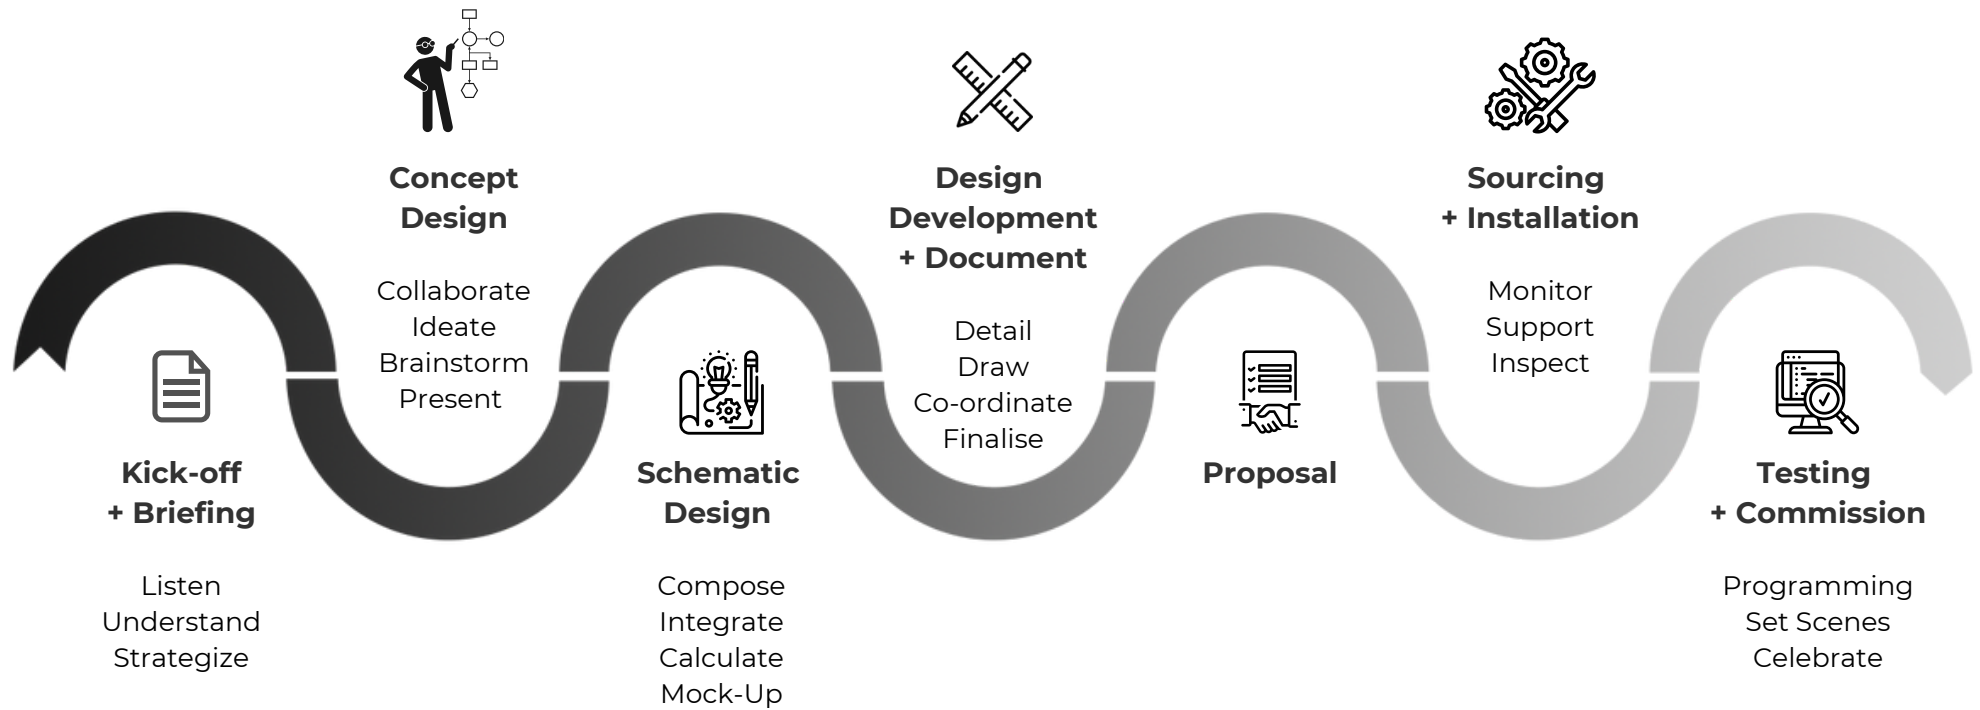 Kick-off
+ Briefing
Listen
Understand
Strategize
Concept
Design
Collaborate
Ideate
Brainstorm
Present
Schematic
Design
Compose
Integrate
Calculate
Mock-Up
Design
Development
+ Document
Detail
Draw
Co-ordinate
Finalise
Proposal
Sourcing
+ Installation
Monitor
Support
Inspect
Testing
+ Commission
Programming
Set Scenes
Celebrate